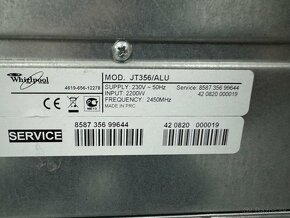 Whirlpool
4619-656-12278
MOD. JT356/ALU
SUPPLY: 230V ~ 50Hz
Service: 8587 356 99644
INPUT: 2200W
42 0820 000019
FREQUENCY: 2450MHz
MADE IN PRC
SERVICE
8587 356 99644
42 0820 000019